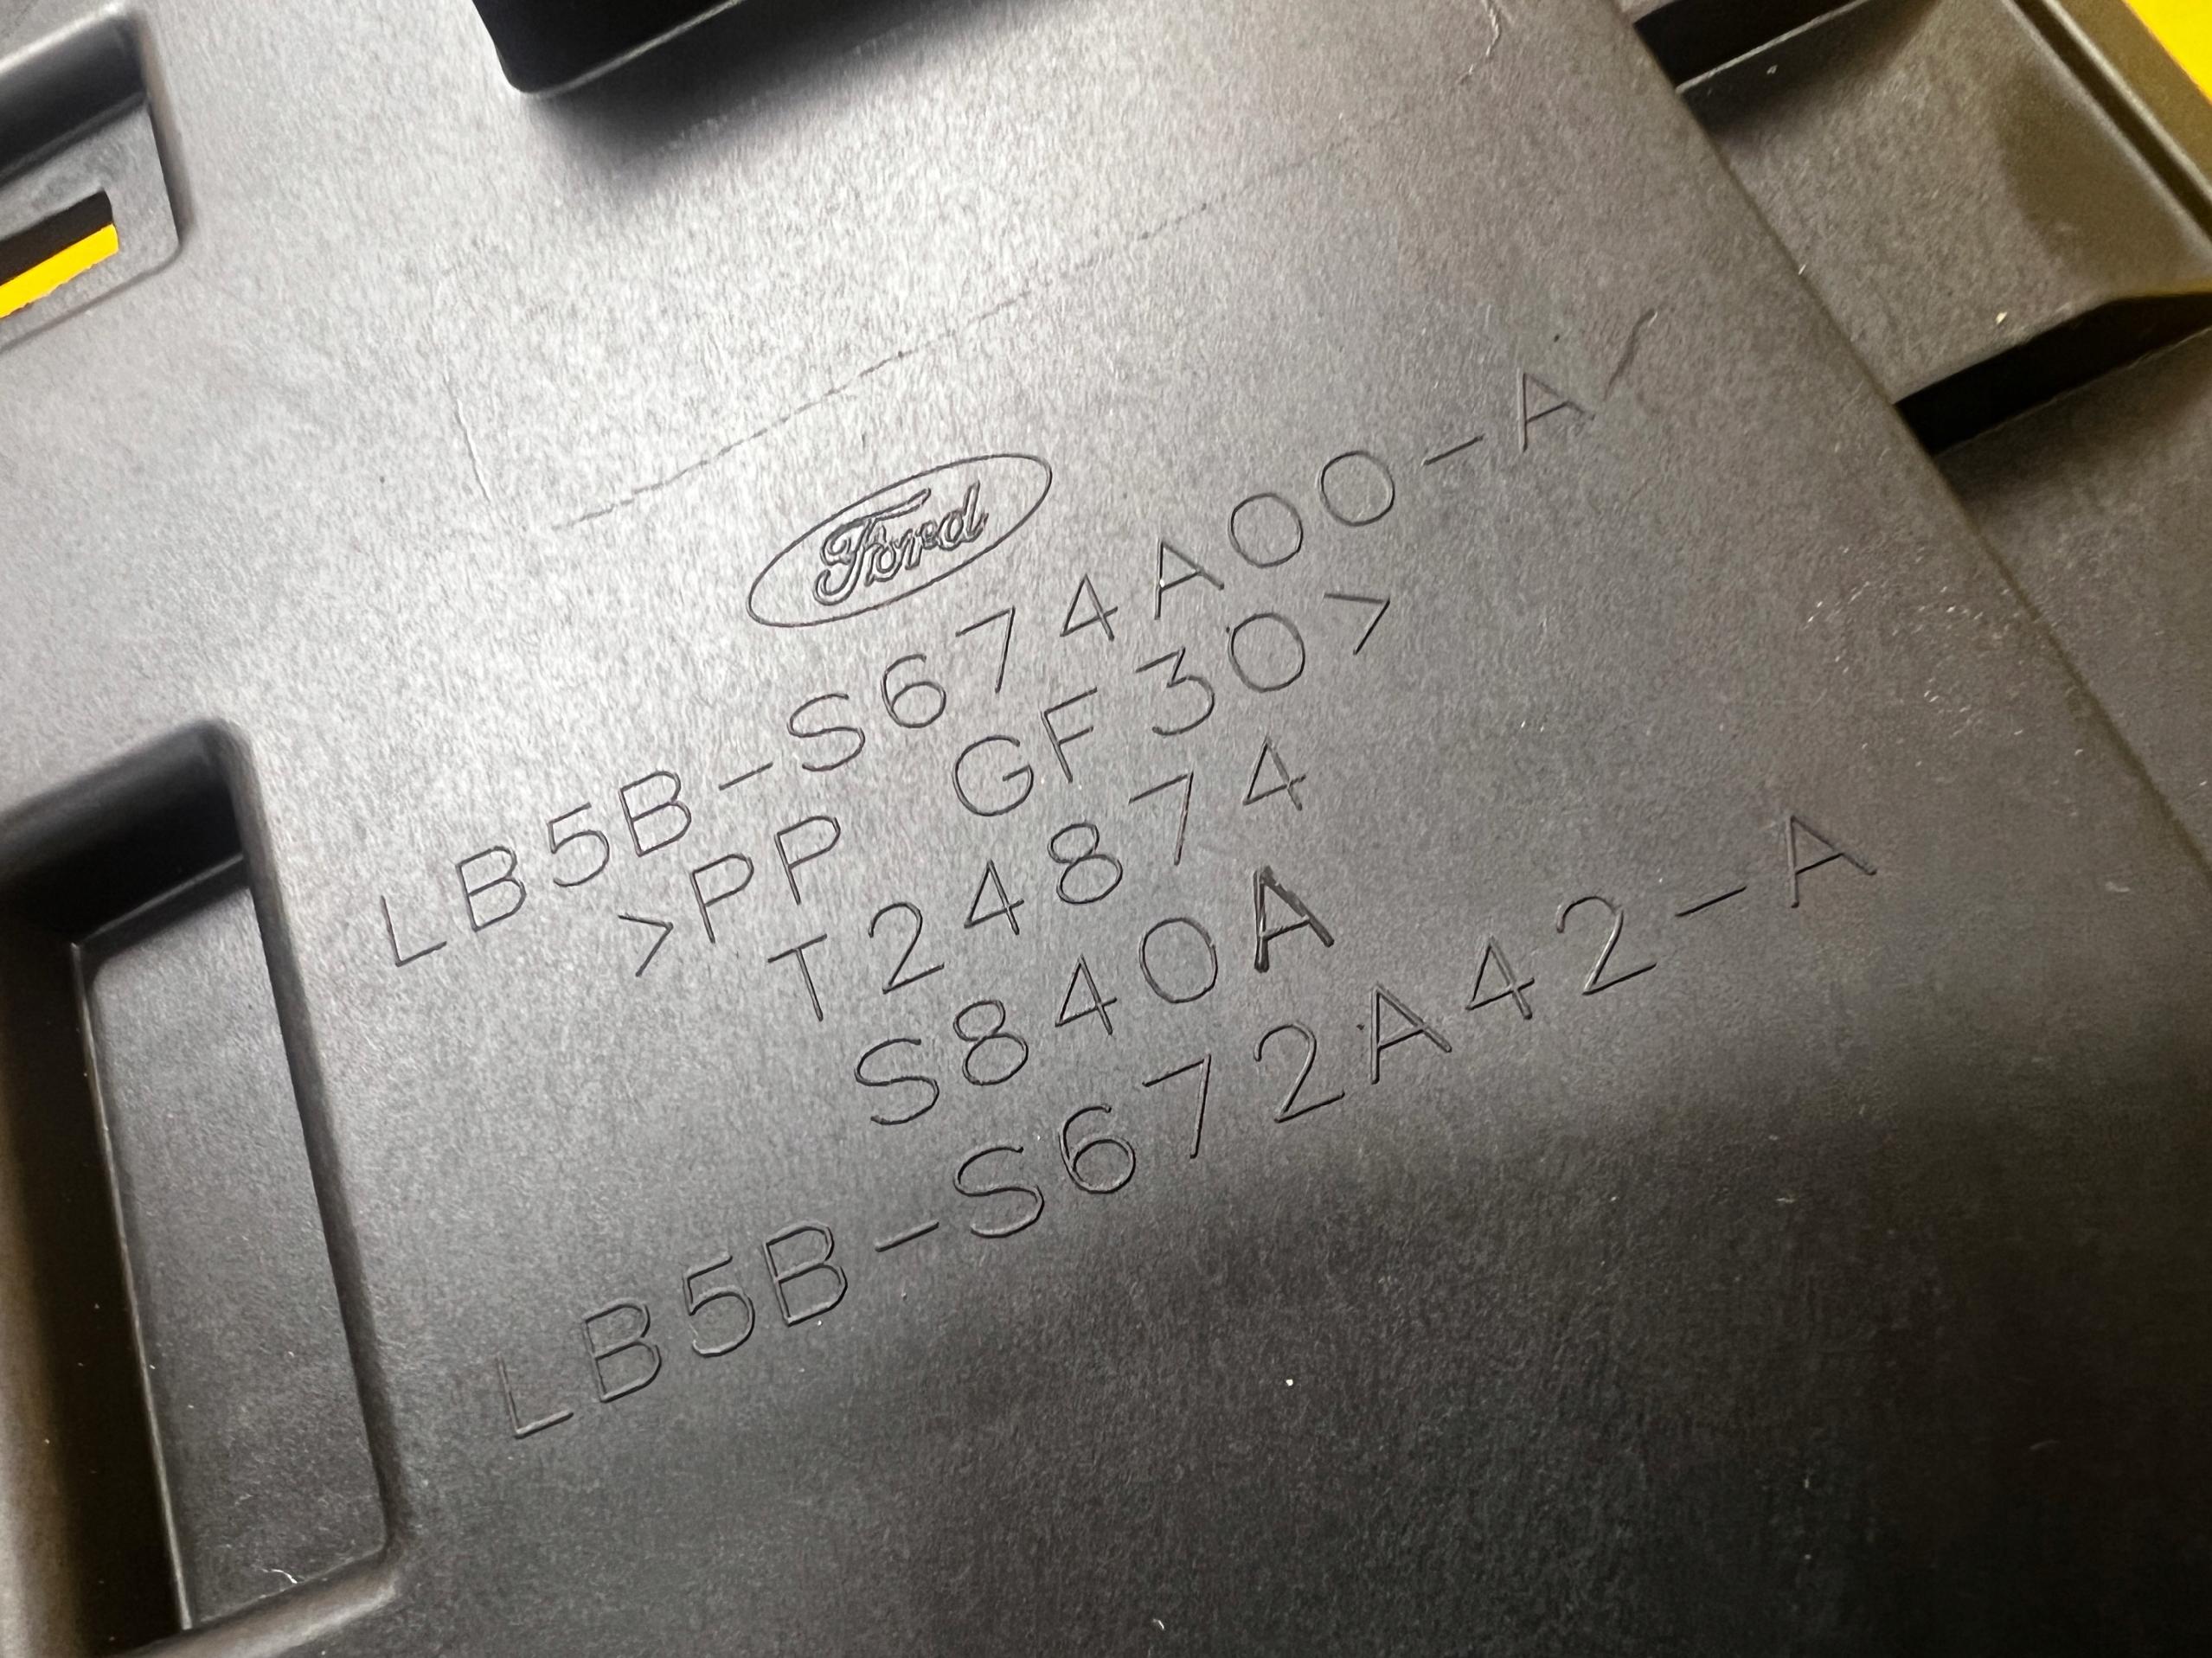 Ford
LB5B-S674A00-A
>PP GF30>
T24874
S840A
LB5B-S672A42-A